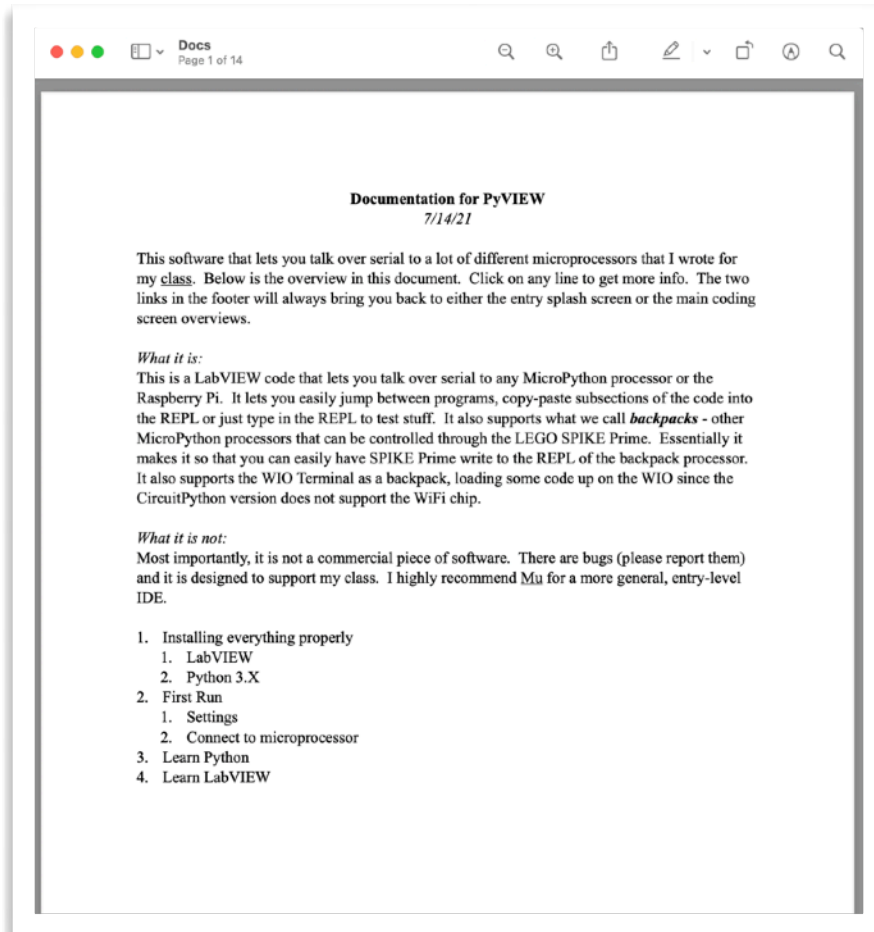 Docs
Page 1 of 14
Documentation for PyVIEW
7/14/21
This software that lets you talk over serial to a lot of different microprocessors that I wrote for
my class. Below is the overview in this document. Click on any line to get more info. The two
links in the footer will always bring you back to either the entry splash screen or the main coding
screen overviews.
What it is:
This is a LabVIEW code that lets you talk over serial to any MicroPython processor or the
Raspberry Pi. It lets you easily jump between programs, copy-paste subsections of the code into
the REPL or just type in the REPL to test stuff. It also supports what we call backpacks - other
MicroPython processors that can be controlled through the LEGO SPIKE Prime. Essentially it
makes it so that you can easily have SPIKE Prime write to the REPL of the backpack processor.
It also supports the WIO Terminal as a backpack, loading some code up on the WIO since the
CircuitPython version does not support the WiFi chip.
What it is not:
Most importantly, it is not a commercial piece of software. There are bugs (please report them)
and it is designed to support my class. I highly recommend Mu for a more general, entry-level
IDE.
1. Installing everything properly
1. LabVIEW
2. Python 3.X
2. First Run
1. Settings
2. Connect to microprocessor
3. Learn Python
4. Learn LabVIEW